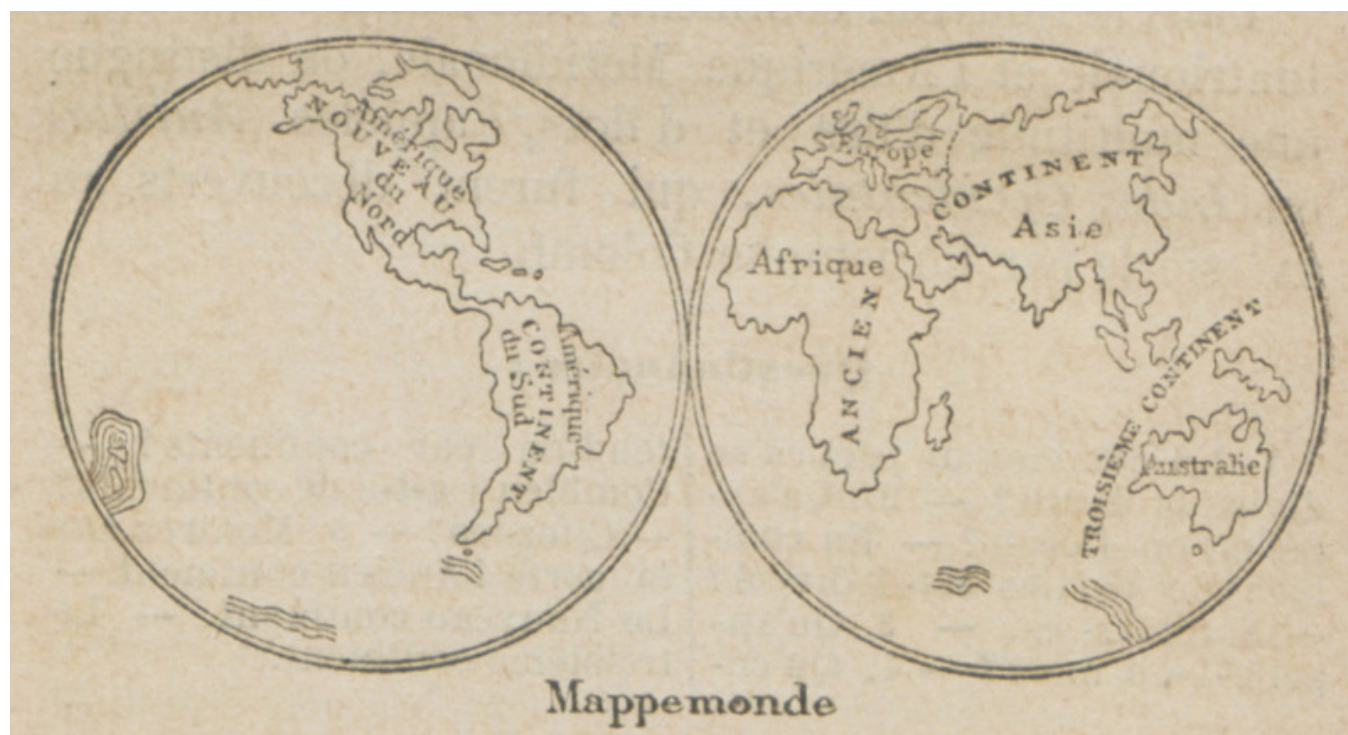 NOUVEAU
Amérique
du
Nord
CONTINENT
Amérique
du Sud
Europe
CONTINENT
Asie
Afrique
ANCIEN
TROISIÈME CONTINENT
Australie
Mappemonde